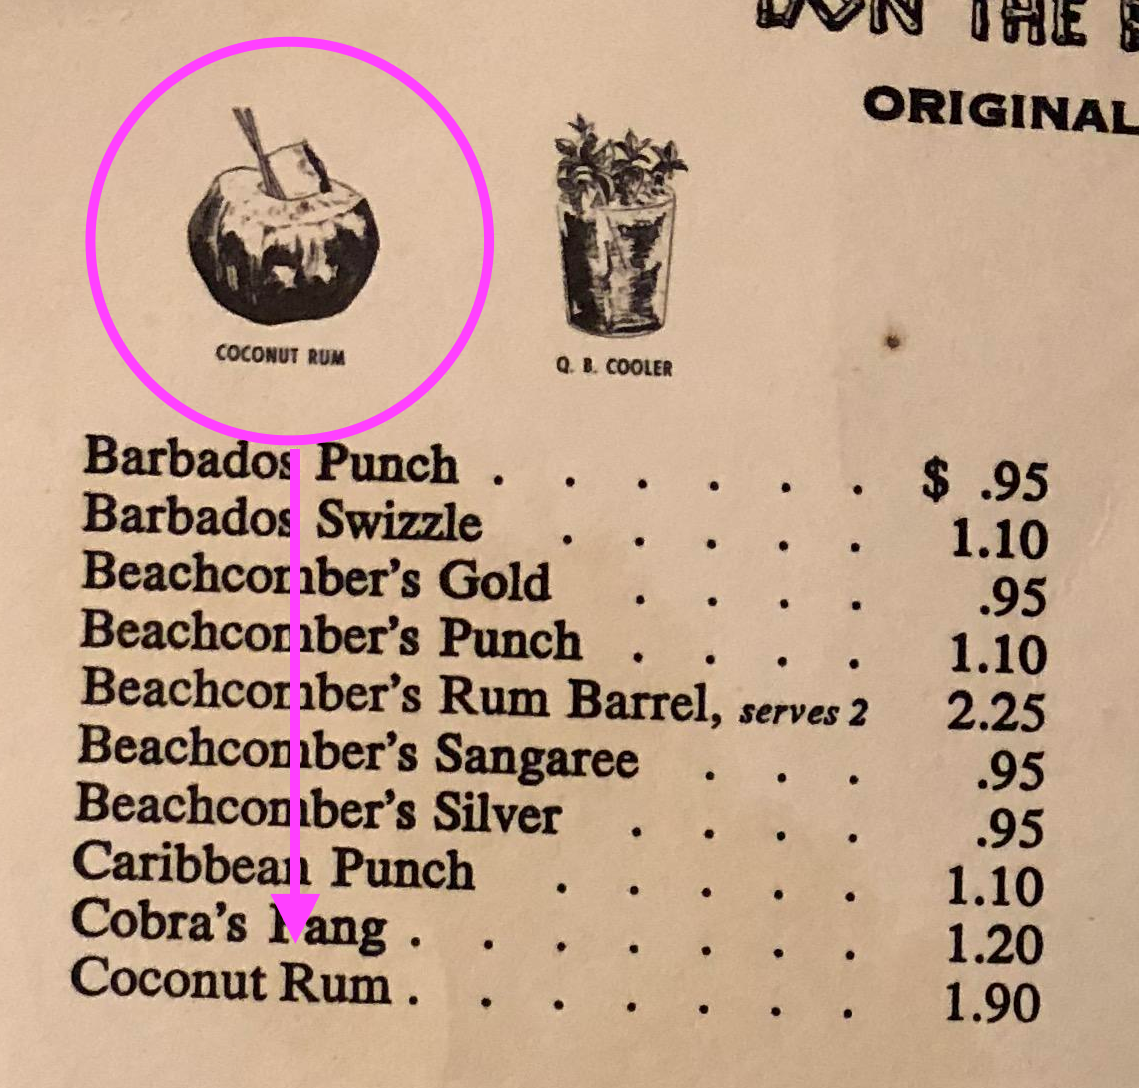 DON THE
ORIGINAL
COCONUT RUM
Q. B. COOLER
Barbados Punch . . . . . . $ .95
Barbados Swizzle . . . . . 1.10
Beachcomber's Gold . . . . .95
Beachcomber's Punch . . . . 1.10
Beachcomber's Rum Barrel, serves 2 2.25
Beachcomber's Sangaree . . . .95
Beachcomber's Silver . . . . .95
Caribbean Punch . . . . . 1.10
Cobra's Fang . . . . . . . 1.20
Coconut Rum . . . . . . . 1.90